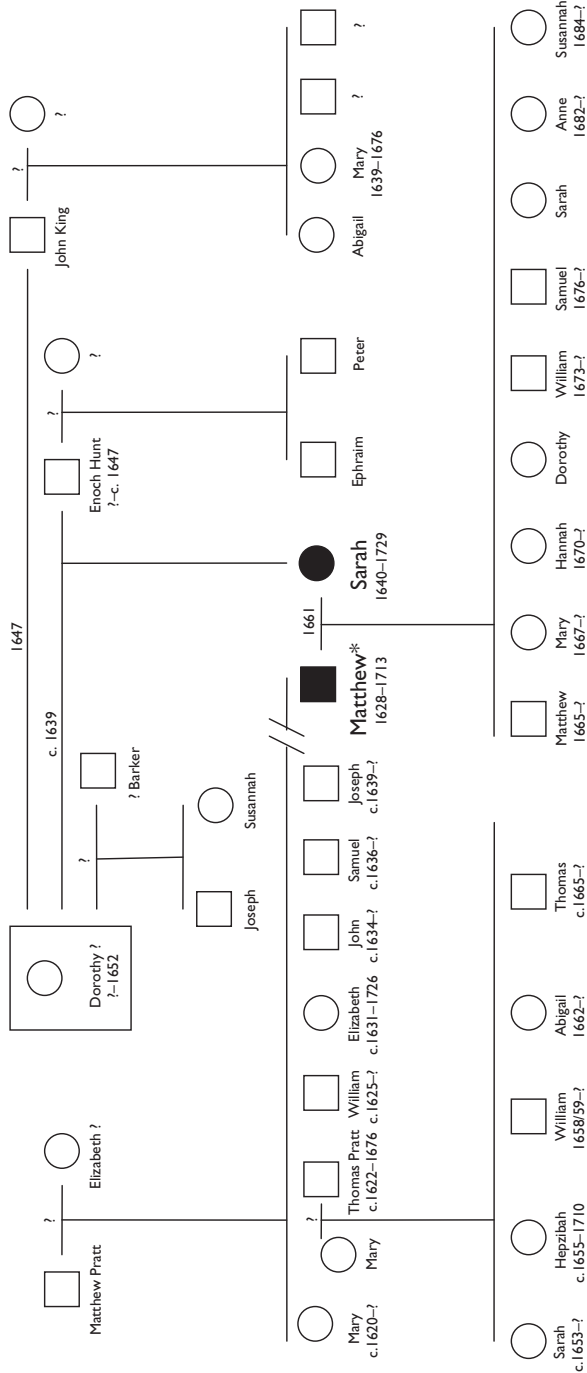 1647
John King
?
?
c. 1639
Enoch Hunt
?–c. 1647
?
?
Dorothy ?
?–1652
?
? Barker
Joseph
Susannah
Matthew Pratt
?
Elizabeth ?
Mary
c.1620–?
Mary
?
Thomas Pratt
c.1622–1676
William
c.1625–?
Elizabeth
c.1631–1726
John
c.1634–?
Samuel
c.1636–?
Joseph
c.1639–?
Matthew*
1628–1713
1661
Sarah
1640–1729
Ephraim
Peter
Abigail
Mary
1639–1676
?
?
Sarah
c.1653–?
Hepzibah
c.1655–1710
William
1658/59–?
Abigail
1662–?
Thomas
c.1665–?
Matthew
1665–?
Mary
1667–?
Hannah
1670–?
Dorothy
William
1673–?
Samuel
1676–?
Sarah
Anne
1682–?
Susannah
1684–?